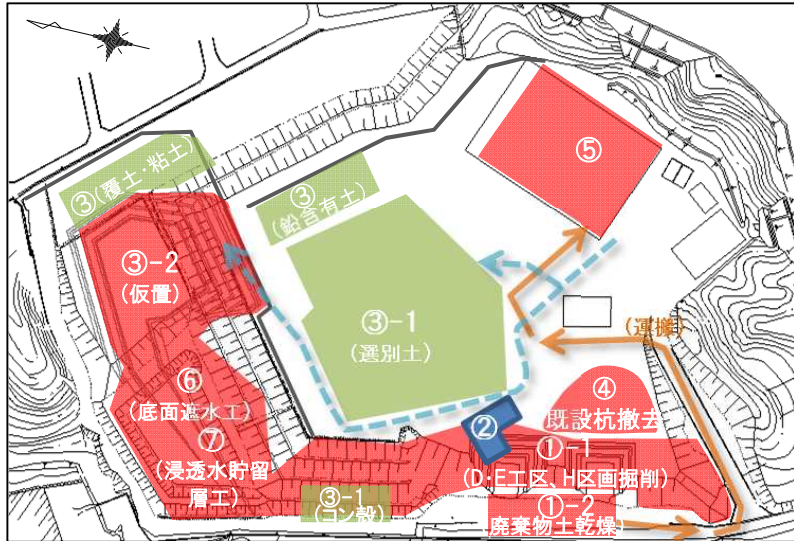 ③(覆土・粘土)
③
(鉛含有土)
⑤
③-2
(仮置)
③-1
(選別土)
(運搬)
④
既設杭撤去
⑥
(底面遮水工)
⑦
(浸透水貯留
層工)
②
①-1
(D・E工区、H区画掘削)
③-1
(コン殻)
①-2
(廃棄物土乾燥)